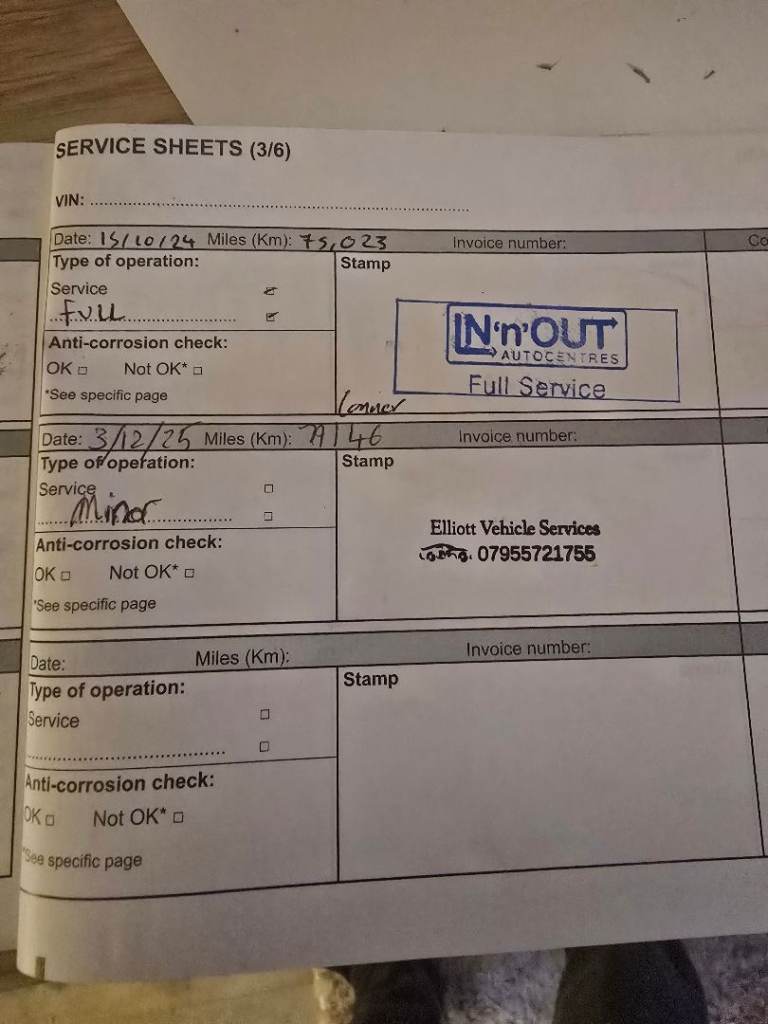 SERVICE SHEETS (3/6)
VIN: ..............................
Date: 15/10/24 Miles (Km): 75,023 Invoice number: Co
Type of operation:
Service
Full
Anti-corrosion check:
OK □ Not OK* □
*See specific page
Stamp
IN'n'OUT
AUTOCENTRES
Full Service
Connor
Date: 3/12/25 Miles (Km): 79146 Invoice number:
Type of operation:
Service □
Minor □
Anti-corrosion check:
OK □ Not OK* □
*See specific page
Stamp
Elliott Vehicle Services
07955721755
Date: Miles (Km): Invoice number:
Type of operation:
Service □
.............................. □
Anti-corrosion check:
OK □ Not OK* □
*See specific page
Stamp